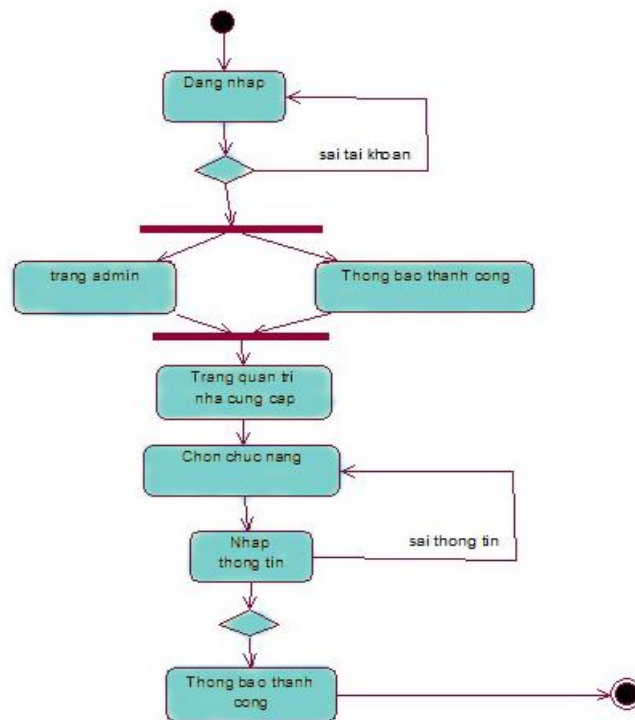 Dang nhap
sai tai khoan
trang admin
Thong bao thanh cong
Trang quan tri
nha cung cap
Chon chuc nang
Nhap
thong tin
sai thong tin
Thong bao thanh
cong